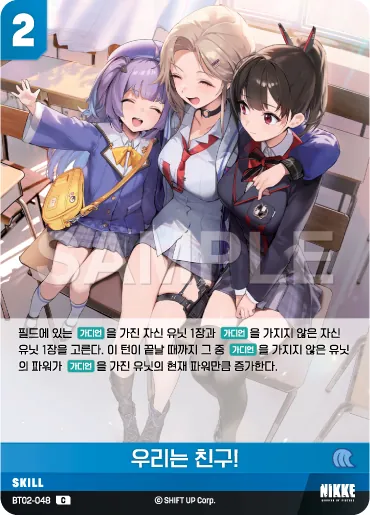 2
SAMPLE
필드에 있는 가디언 을 가진 자신 유닛 1장과 가디언 을 가지지 않은 자신
유닛 1장을 고른다. 이 턴이 끝날 때까지 그 중 가디언 을 가지지 않은 유닛
의 파워가 가디언 을 가진 유닛의 현재 파워만큼 증가한다.
우리는 친구!
SKILL
BT02-048 C ⓒ SHIFT UP Corp. NIKKE